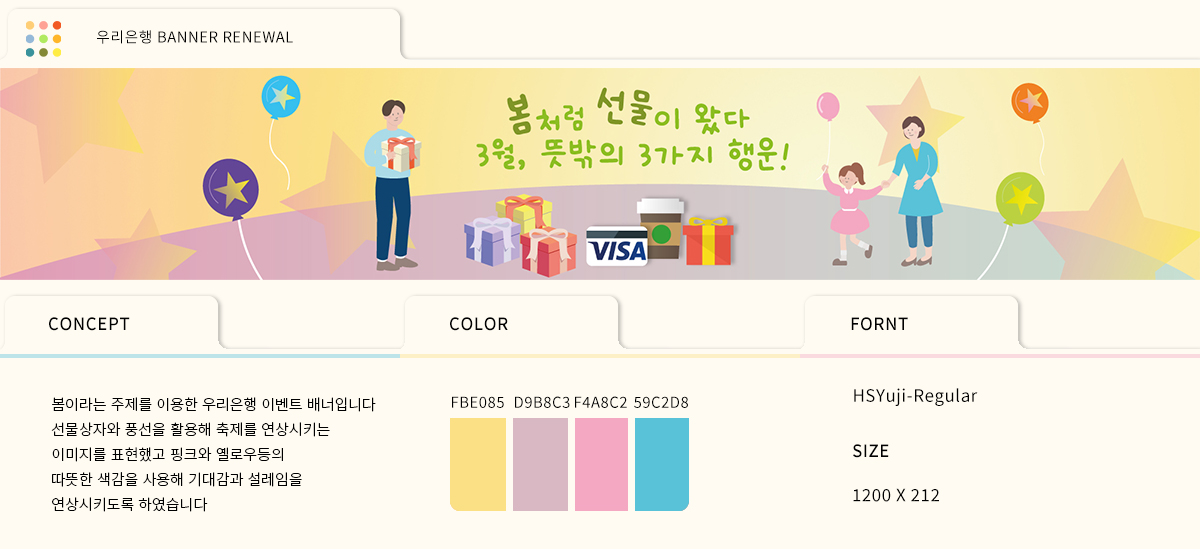 우리은행 BANNER RENEWAL
봄처럼 선물이 왔다
3월, 뜻밖의 3가지 행운!
VISA
CONCEPT
COLOR
FORNT
봄이라는 주제를 이용한 우리은행 이벤트 배너입니다
선물상자와 풍선을 활용해 축제를 연상시키는
이미지를 표현했고 핑크와 옐로우등의
따뜻한 색감을 사용해 기대감과 설레임을
연상시키도록 하였습니다
FBE085 D9B8C3 F4A8C2 59C2D8
HSYuji-Regular
SIZE
1200 X 212